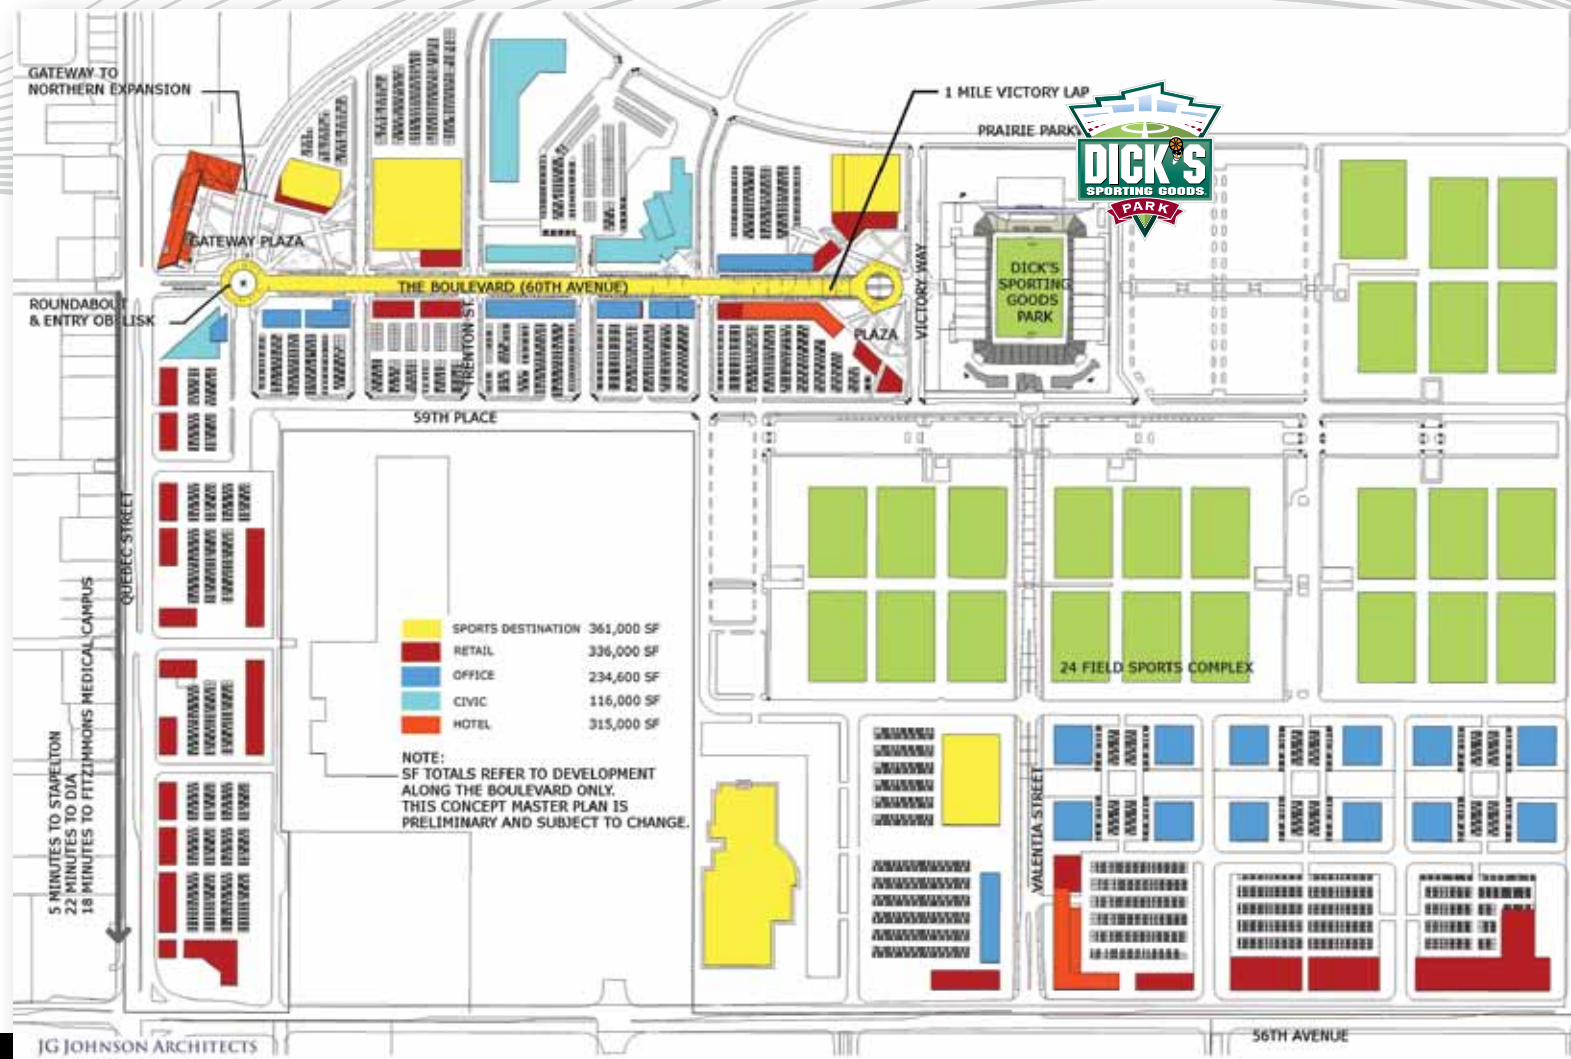 GATEWAY TO
NORTHERN EXPANSION
1 MILE VICTORY LAP
PRAIRIE PARK
DICK'S
SPORTING GOODS
PARK
GATEWAY PLAZA
THE BOULEVARD (60TH AVENUE)
ROUNDABOUT
& ENTRY OBELISK
TRENTON ST.
PLAZA
VICTORY WAY
DICK'S
SPORTING
GOODS
PARK
59TH PLACE
QUEBEC STREET
5 MINUTES TO STAPELTON
22 MINUTES TO DIA
18 MINUTES TO FITZIMMONS MEDICAL CAMPUS
SPORTS DESTINATION 361,000 SF
RETAIL 336,000 SF
OFFICE 234,600 SF
CIVIC 116,000 SF
HOTEL 315,000 SF
NOTE:
SF TOTALS REFER TO DEVELOPMENT
ALONG THE BOULEVARD ONLY.
THIS CONCEPT MASTER PLAN IS
PRELIMINARY AND SUBJECT TO CHANGE.
24 FIELD SPORTS COMPLEX
VALENTIA STREET
56TH AVENUE
JG JOHNSON ARCHITECTS